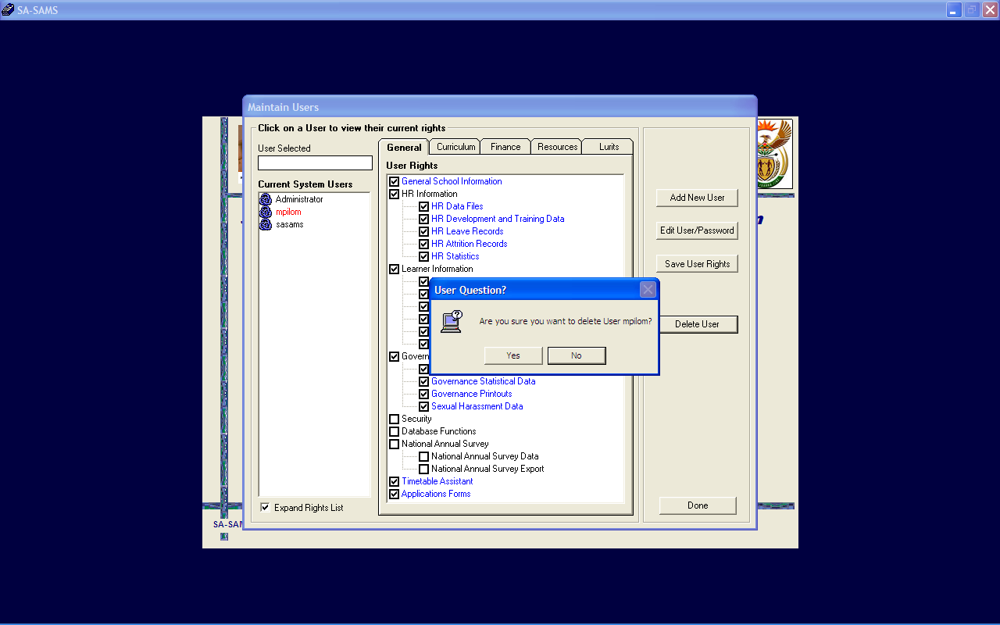 SA-SAMS
Maintain Users
Click on a User to view their current rights
User Selected
Current System Users
Administrator
mpilom
sasams
Expand Rights List
General Curriculum Finance Resources Lurits
User Rights
General School Information
HR Information
HR Data Files
HR Development and Training Data
HR Leave Records
HR Attrition Records
HR Statistics
Learner Information
Govern
Governance Statistical Data
Governance Printouts
Sexual Harassment Data
Security
Database Functions
National Annual Survey
National Annual Survey Data
National Annual Survey Export
Timetable Assistant
Applications Forms
User Question?
Are you sure you want to delete User mpilom?
Yes No
Add New User
Edit User/Password
Save User Rights
Delete User
Done
SA-SA